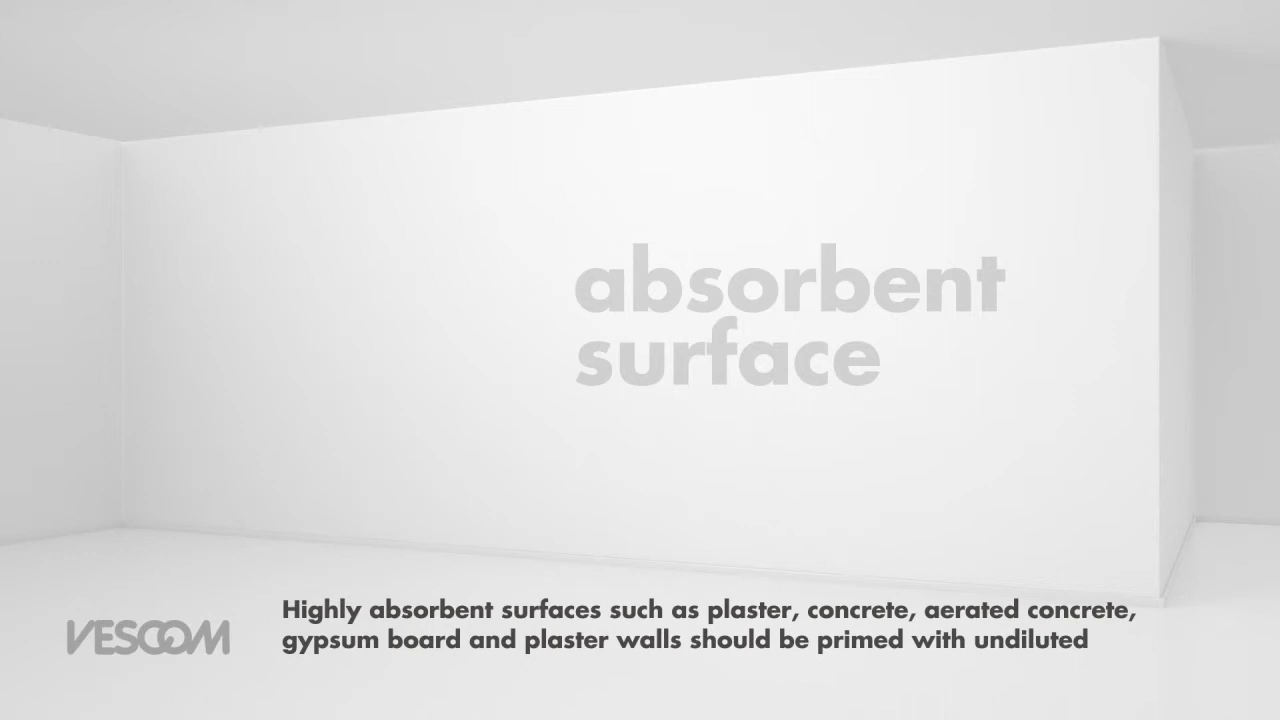 absorbent
surface
Highly absorbent surfaces such as plaster, concrete, aerated concrete,
gypsum board and plaster walls should be primed with undiluted
VESCOM